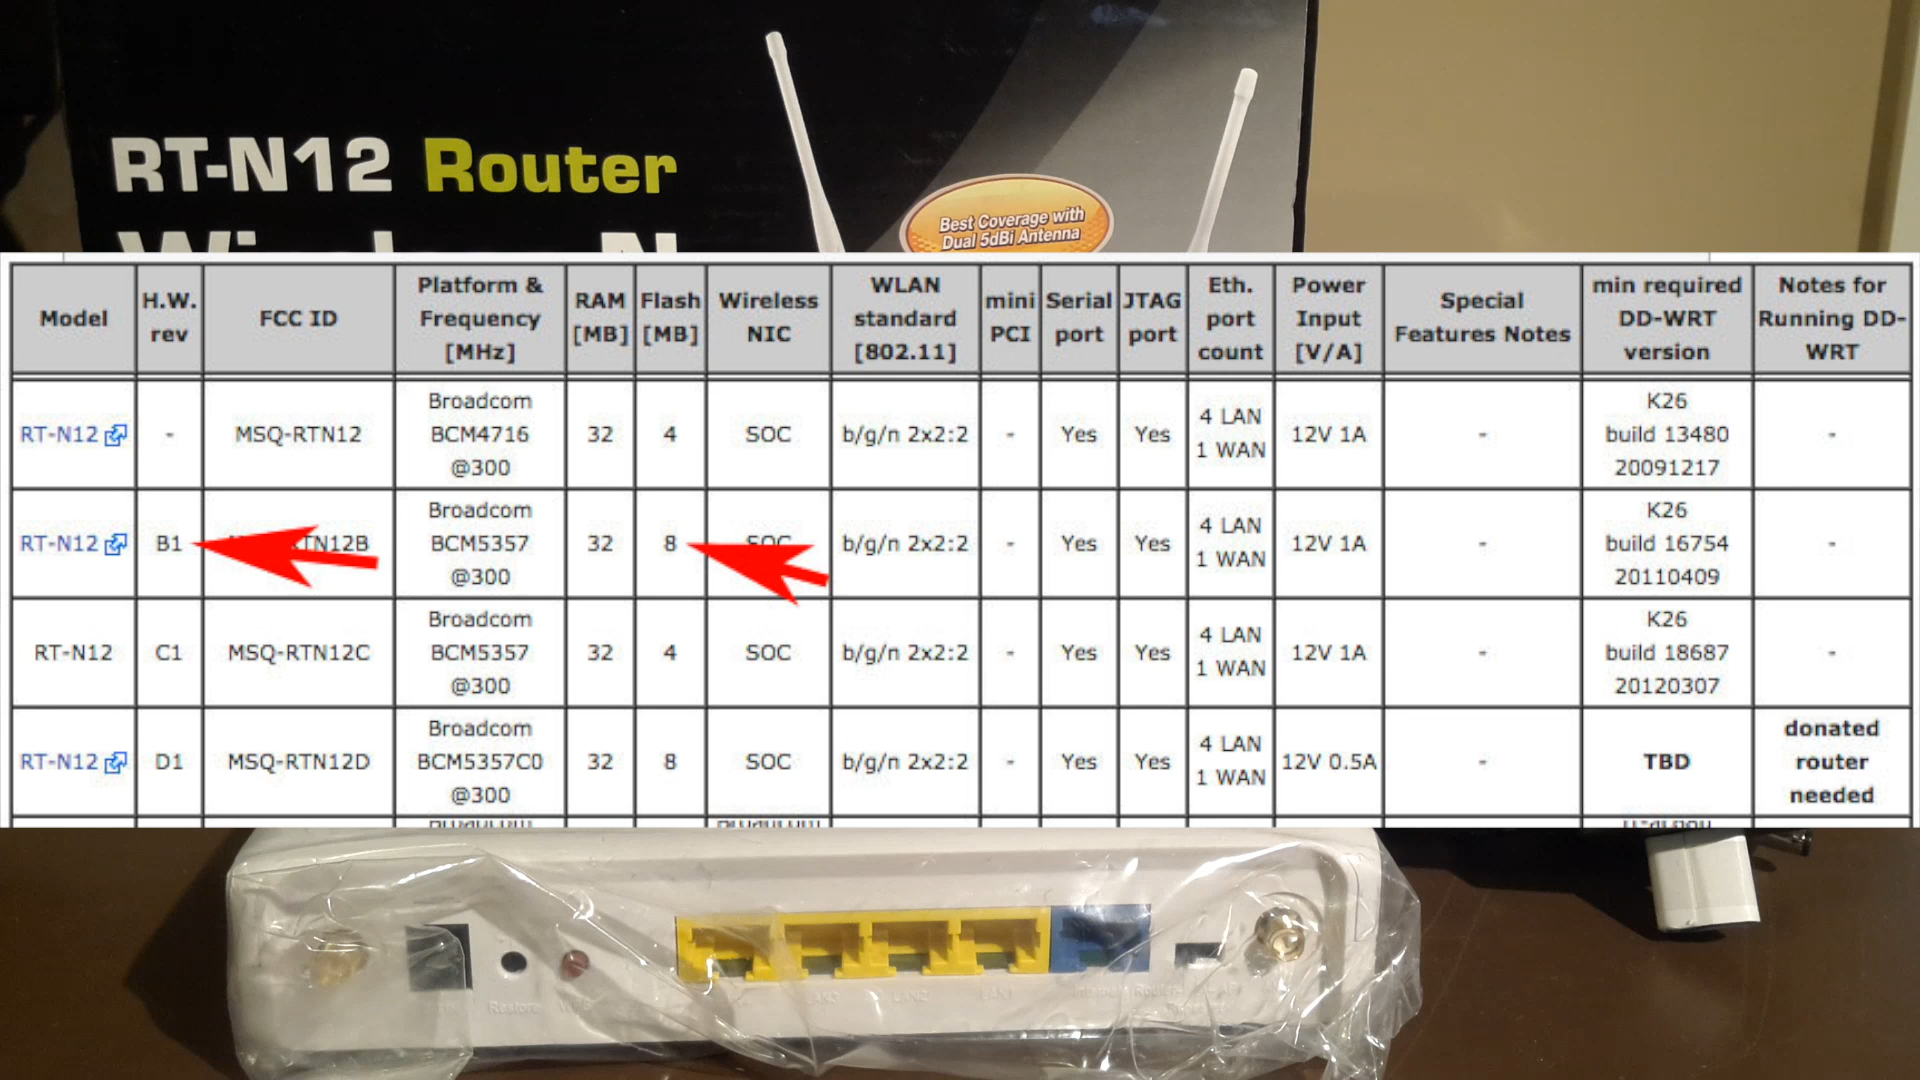 RT-N12 Router
Best Coverage with
Dual 5dBi Antenna
Model H.W. rev FCC ID Platform & Frequency [MHz] RAM [MB] Flash [MB] Wireless NIC WLAN standard [802.11] mini PCI Serial port JTAG port Eth. port count Power Input [V/A] Special Features Notes min required DD-WRT version Notes for Running DD-WRT
RT-N12 - MSQ-RTN12 Broadcom BCM4716 @300 32 4 SOC b/g/n 2x2:2 - Yes Yes 4 LAN 1 WAN 12V 1A - K26 build 13480 20091217 -
RT-N12 B1 RTN12B Broadcom BCM5357 @300 32 8 SOC b/g/n 2x2:2 - Yes Yes 4 LAN 1 WAN 12V 1A - K26 build 16754 20110409 -
RT-N12 C1 MSQ-RTN12C Broadcom BCM5357 @300 32 4 SOC b/g/n 2x2:2 - Yes Yes 4 LAN 1 WAN 12V 1A - K26 build 18687 20120307 -
RT-N12 D1 MSQ-RTN12D Broadcom BCM5357C0 @300 32 8 SOC b/g/n 2x2:2 - Yes Yes 4 LAN 1 WAN 12V 0.5A - TBD donated router needed
Restore LAN2 LAN1